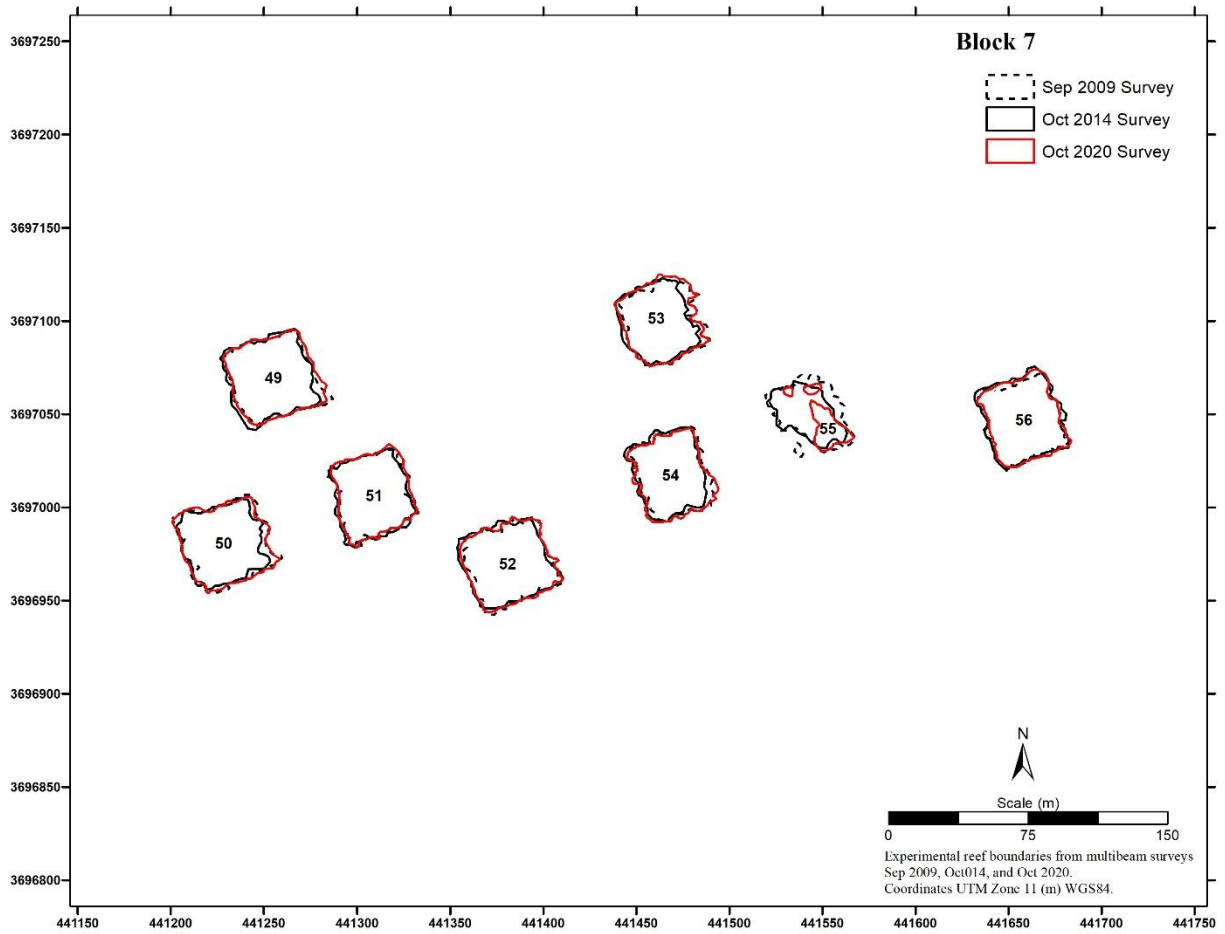 Block 7
Sep 2009 Survey
Oct 2014 Survey
Oct 2020 Survey
3697250
3697200
3697150
3697100
3697050
3697000
3696950
3696900
3696850
3696800
53
49
55
56
54
51
50
52
N
Scale (m)
0 75 150
Experimental reef boundaries from multibeam surveys
Sep 2009, Oct014, and Oct 2020.
Coordinates UTM Zone 11 (m) WGS84.
441150 441200 441250 441300 441350 441400 441450 441500 441550 441600 441650 441700 441750